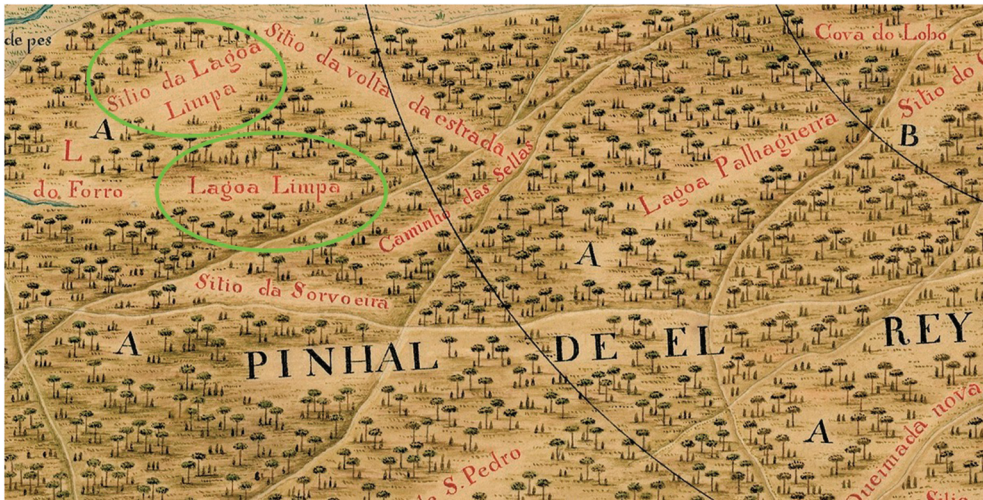 de pes
Sitio da Lagoa
Limpa
Sitio da volta da estrada
Cova do Lobo
Sitio do
A
B
L
do Forro
Lagoa Limpa
Caminho das Sellas
Lagoa Palhagueira
A
Sitio da Sorvoeira
A
PINHAL DE EL REY
A
Queimada nova
S. Pedro
Sitio